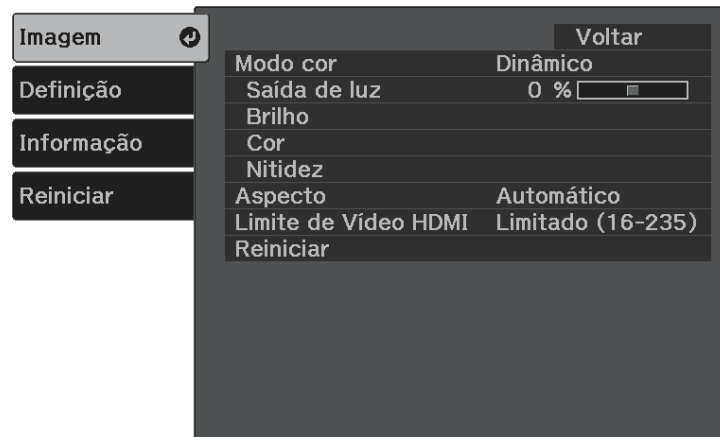 Imagem
Definição
Informação
Reiniciar
Voltar
Modo cor Dinâmico
Saída de luz 0 %
Brilho
Cor
Nitidez
Aspecto Automático
Limite de Vídeo HDMI Limitado (16-235)
Reiniciar